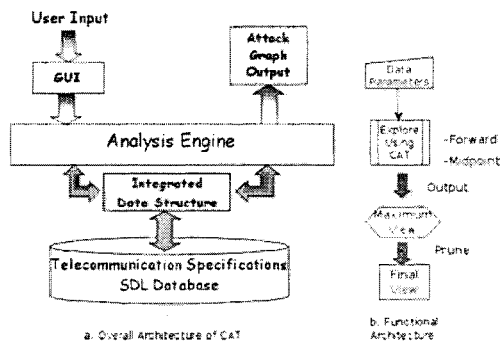 User Input
GUI
Attack
Graph
Output
Analysis Engine
Integrated
Data Structure
Telecommunication Specifications
SDL Database
a. Overall Architecture of CAT
Data
Parameters
Explore
Using
CAT
-Forward
-Midpoint
Output
Maximum
View
Prune
Final
View
b. Functional
Architecture